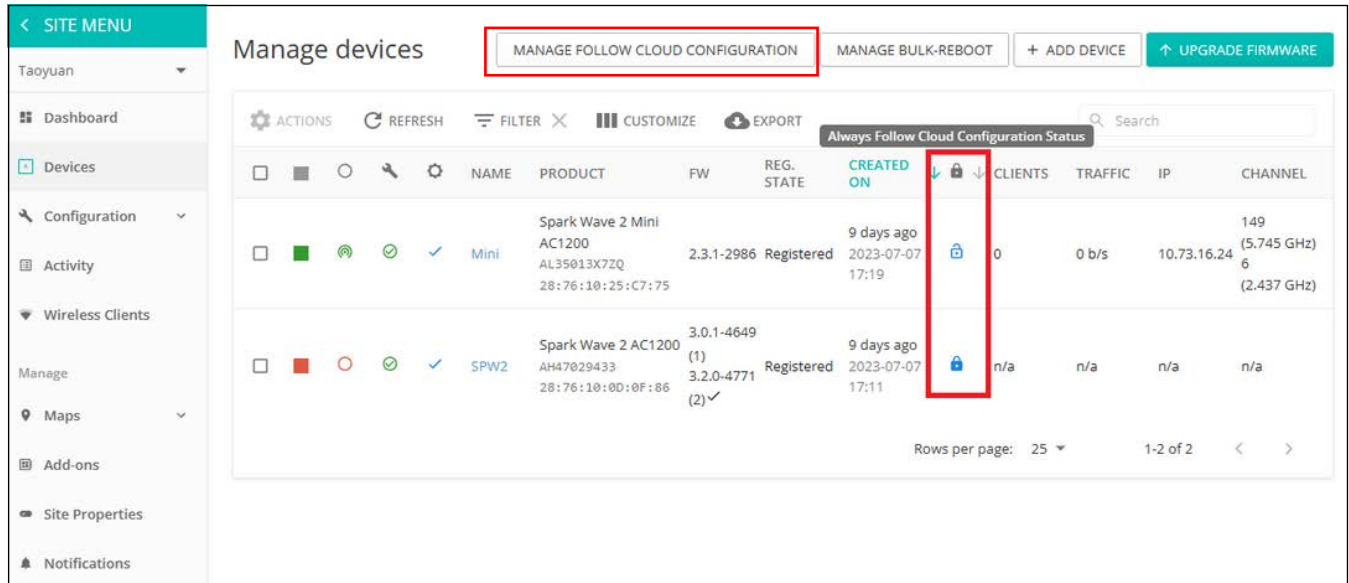 SITE MENU
Taoyuan
Dashboard
Devices
Configuration
Activity
Wireless Clients
Manage
Maps
Add-ons
Site Properties
Notifications
Manage devices
MANAGE FOLLOW CLOUD CONFIGURATION
MANAGE BULK-REBOOT
+ ADD DEVICE
UPGRADE FIRMWARE
ACTIONS
REFRESH
FILTER
CUSTOMIZE
EXPORT
Search
Always Follow Cloud Configuration Status
NAME
PRODUCT
FW
REG.
STATE
CREATED
ON
CLIENTS
TRAFFIC
IP
CHANNEL
Mini
Spark Wave 2 Mini
AC1200
AL35013X7ZQ
28:76:10:25:C7:75
2.3.1-2986
Registered
9 days ago
2023-07-07
17:19
0
0 b/s
10.73.16.24
149
(5.745 GHz)
6
(2.437 GHz)
SPW2
Spark Wave 2 AC1200
AH47029433
28:76:10:0D:0F:86
3.0.1-4649
(1)
3.2.0-4771
(2)
Registered
9 days ago
2023-07-07
17:11
n/a
n/a
n/a
n/a
Rows per page: 25
1-2 of 2